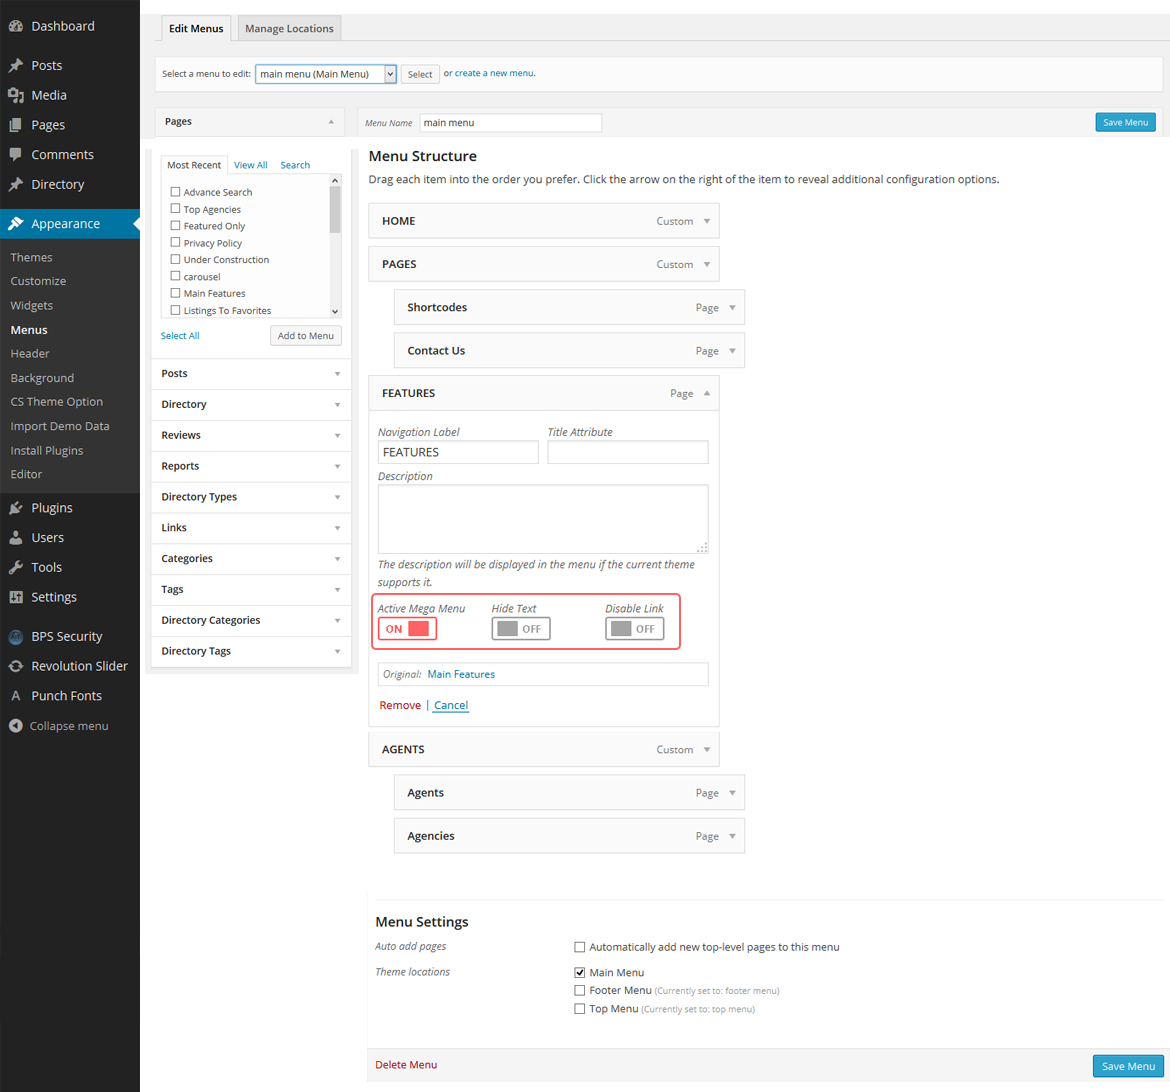 Dashboard
Posts
Media
Pages
Comments
Directory
Appearance
Themes
Customize
Widgets
Menus
Header
Background
CS Theme Option
Import Demo Data
Install Plugins
Editor
Plugins
Users
Tools
Settings
BPS Security
Revolution Slider
Punch Fonts
Collapse menu
Edit Menus
Manage Locations
Select a menu to edit: main menu (Main Menu) Select or create a new menu.
Pages
Most Recent View All Search
Advance Search
Top Agencies
Featured Only
Privacy Policy
Under Construction
carousel
Main Features
Listings To Favorites
Select All Add to Menu
Posts
Directory
Reviews
Reports
Directory Types
Links
Categories
Tags
Directory Categories
Directory Tags
Menu Name main menu Save Menu
Menu Structure
Drag each item into the order you prefer. Click the arrow on the right of the item to reveal additional configuration options.
HOME Custom
PAGES Custom
Shortcodes Page
Contact Us Page
FEATURES Page
Navigation Label Title Attribute
FEATURES
Description
The description will be displayed in the menu if the current theme
supports it.
Active Mega Menu Hide Text Disable Link
ON OFF OFF
Original: Main Features
Remove | Cancel
AGENTS Custom
Agents Page
Agencies Page
Menu Settings
Auto add pages Automatically add new top-level pages to this menu
Theme locations Main Menu
Footer Menu (Currently set to: footer menu)
Top Menu (Currently set to: top menu)
Delete Menu Save Menu